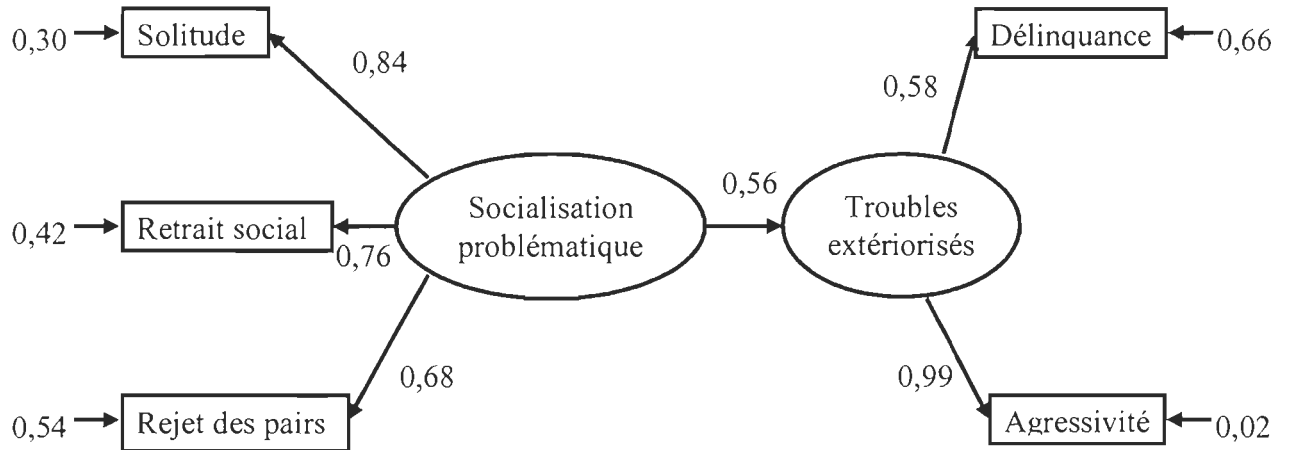 0,30
Solitude
0,84
Délinquance
0,66
0,58
0,42
Retrait social
0,76
Socialisation
problématique
0,56
Troubles
extériorisés
0,68
0,99
0,54
Rejet des pairs
Agressivité
0,02